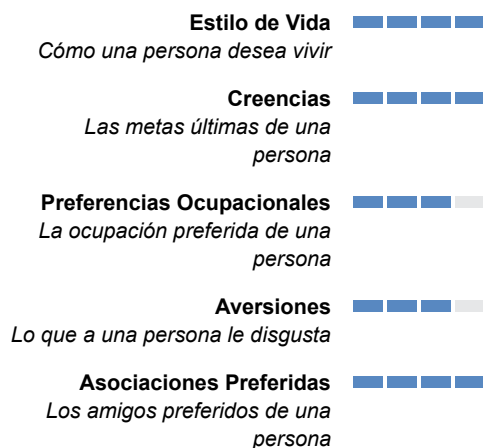 Estilo de Vida
Cómo una persona desea vivir
Creencias
Las metas últimas de una
persona
Preferencias Ocupacionales
La ocupación preferida de una
persona
Aversiones
Lo que a una persona le disgusta
Asociaciones Preferidas
Los amigos preferidos de una
persona